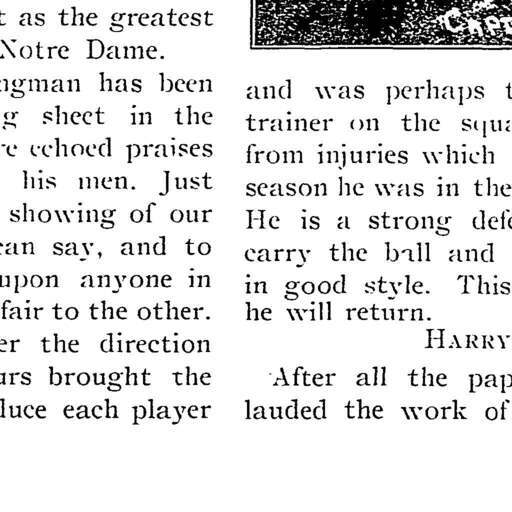 t as the greatest
Notre Dame.
ngman has been
g sheet in the
re echoed praises
his men. Just
showing of our
can say, and to
upon anyone in
fair to the other.
er the direction
urs brought the
duce each player
CAPT
and was perhaps t
trainer on the squa
from injuries which
season he was in the
He is a strong defe
carry the ball and
in good style. This
he will return.
HARRY
After all the pap
lauded the work of